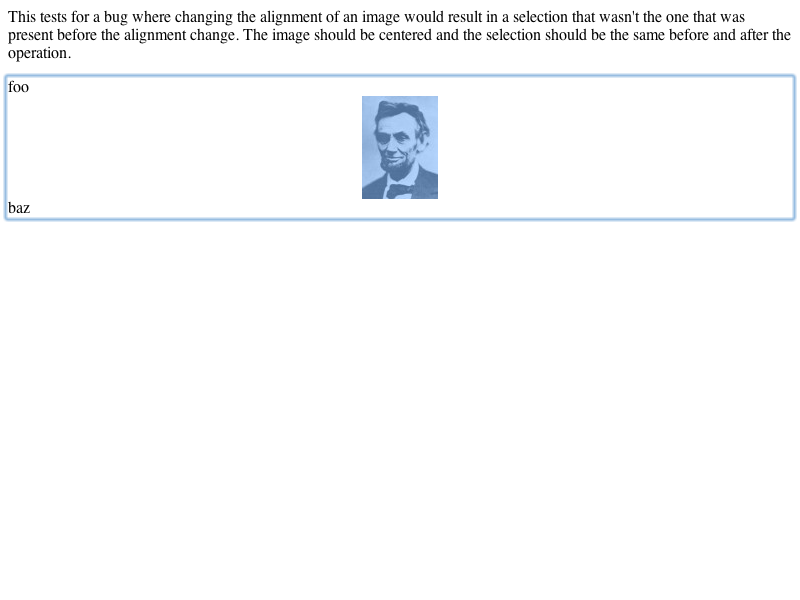 This tests for a bug where changing the alignment of an image would result in a selection that wasn't the one that was
present before the alignment change. The image should be centered and the selection should be the same before and after the
operation.
foo
baz